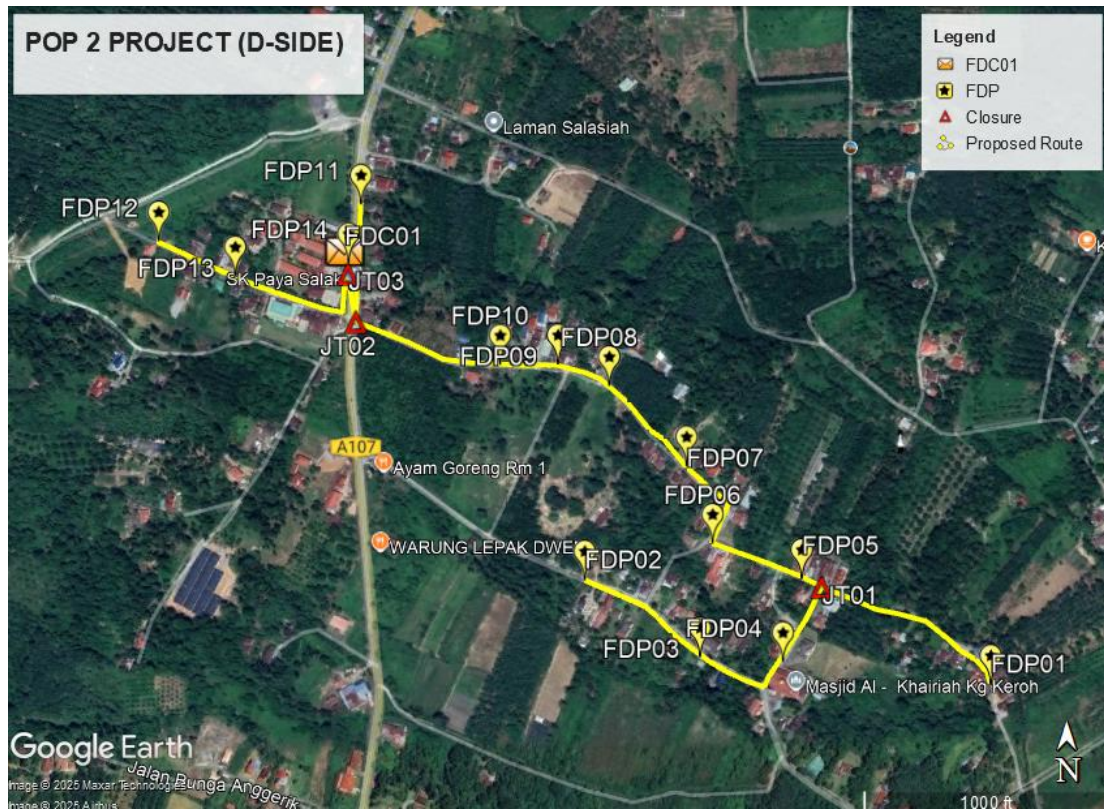 POP 2 PROJECT (D-SIDE)
Legend
FDC01
FDP
Closure
Proposed Route
Laman Salasiah
FDP11
FDP12
FDP14
FDC01
FDP13
SK Paya Salak
JT03
JT02
FDP10
FDP08
FDP09
A107
Ayam Goreng Rm 1
FDP07
FDP06
WARUNG LEPAK DWE
FDP02
FDP05
JT01
FDP04
FDP03
FDP01
Masjid Al - Khairiah Kg Keroh
K
Google Earth
Jalan Bunga Anggerik
Image © 2025 Maxar Technologies
Image © 2025 Airbus
N
1000 ft